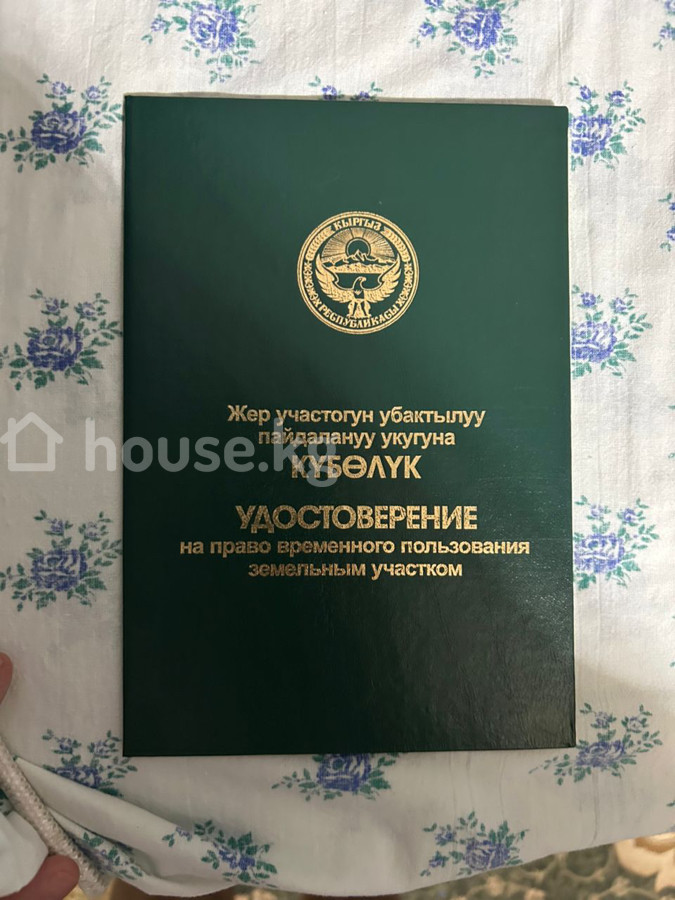 КЫРГЫЗ
РЕСПУБЛИКАСЫ
Жер участогун убактылуу
пайдалануу укугуна
КҮБӨЛҮК
УДОСТОВЕРЕНИЕ
на право временного пользования
земельным участком
house.kg